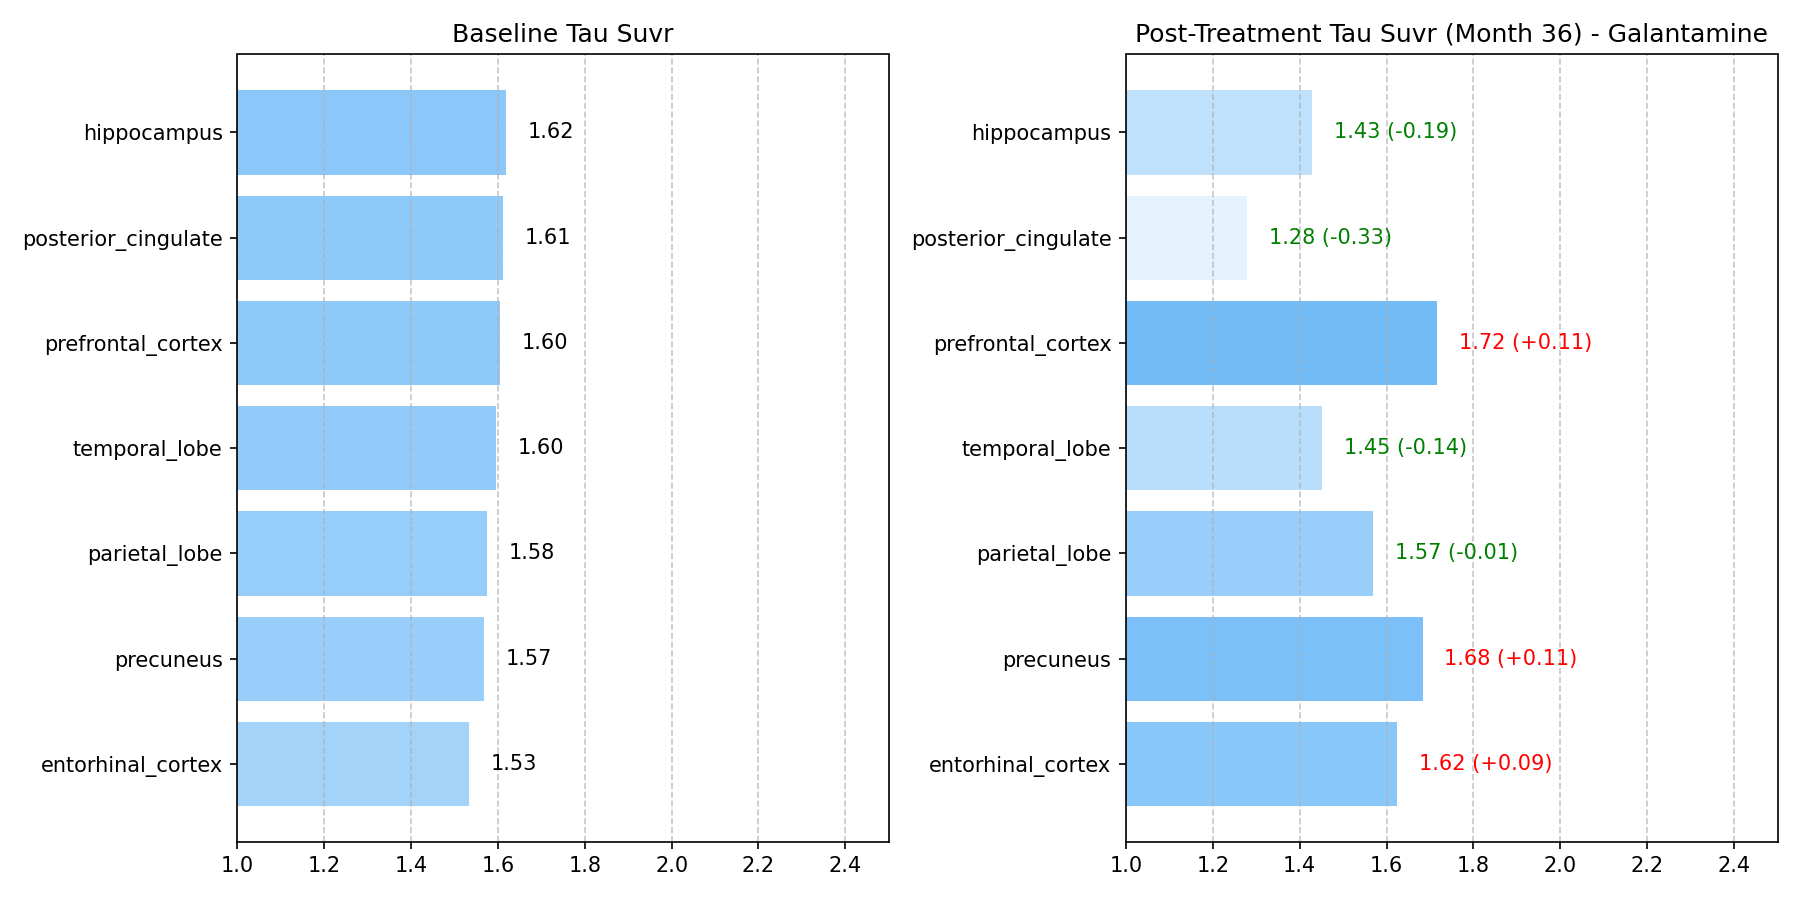 Baseline Tau Suvr
hippocampus
1.62
posterior_cingulate
1.61
prefrontal_cortex
1.60
temporal_lobe
1.60
parietal_lobe
1.58
precuneus
1.57
entorhinal_cortex
1.53
1.0 1.2 1.4 1.6 1.8 2.0 2.2 2.4
Post-Treatment Tau Suvr (Month 36) - Galantamine
hippocampus
1.43 (-0.19)
posterior_cingulate
1.28 (-0.33)
prefrontal_cortex
1.72 (+0.11)
temporal_lobe
1.45 (-0.14)
parietal_lobe
1.57 (-0.01)
precuneus
1.68 (+0.11)
entorhinal_cortex
1.62 (+0.09)
1.0 1.2 1.4 1.6 1.8 2.0 2.2 2.4